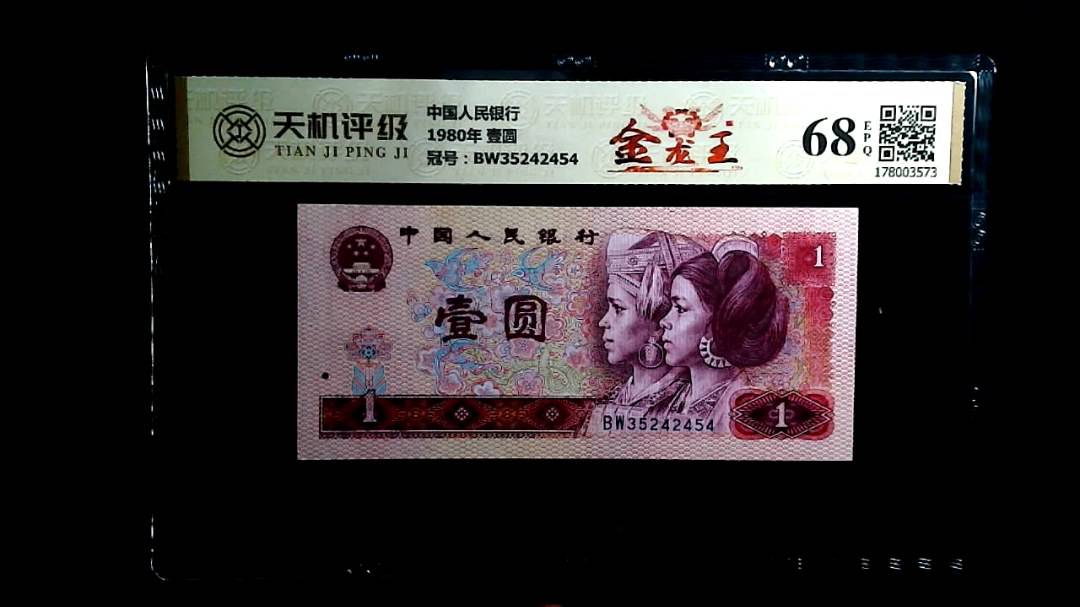 天机评级
TIAN JI PING JI
中国人民银行
1980年 壹圆
冠号：BW35242454
金龙王
68
EPQ
178003573
中国人民银行
1
壹圆
1
BW35242454
1